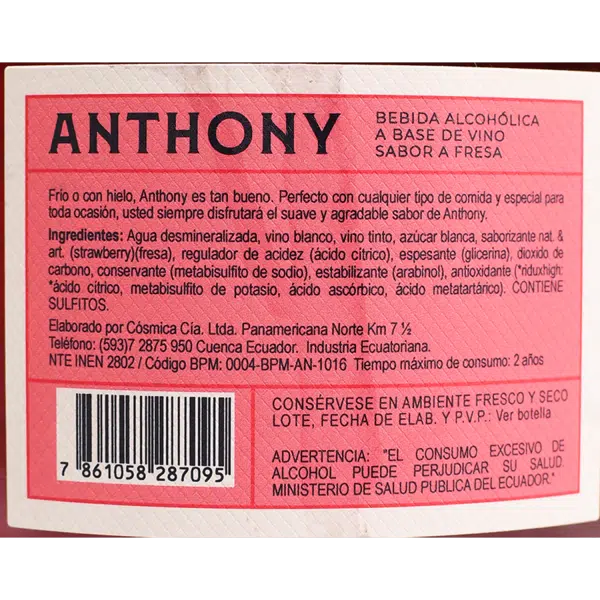 ANTHONY
BEBIDA ALCOHÓLICA
A BASE DE VINO
SABOR A FRESA
Frío o con hielo, Anthony es tan bueno. Perfecto con cualquier tipo de comida y especial para
toda ocasión, usted siempre disfrutará el suave y agradable sabor de Anthony.
Ingredientes: Agua desmineralizada, vino blanco, vino tinto, azúcar blanca, saborizante nat. &
art. (strawberry)(fresa), regulador de acidez (ácido cítrico), espesante (glicerina), dioxido de
carbono, conservante (metabisulfito de sodio), estabilizante (arabinol), antioxidante (*riduxhigh:
*ácido cítrico, metabisulfito de potasio, ácido ascórbico, ácido metatartárico). CONTIENE
SULFITOS.
Elaborado por Cósmica Cía. Ltda. Panamericana Norte Km 7 ½
Teléfono: (593)7 2875 950 Cuenca Ecuador. Industria Ecuatoriana.
NTE INEN 2802 / Código BPM: 0004-BPM-AN-1016 Tiempo máximo de consumo: 2 años
7 861058 287095
CONSÉRVESE EN AMBIENTE FRESCO Y SECO
LOTE, FECHA DE ELAB. Y P.V.P.: Ver botella
ADVERTENCIA: "EL CONSUMO EXCESIVO DE
ALCOHOL PUEDE PERJUDICAR SU SALUD.
MINISTERIO DE SALUD PUBLICA DEL ECUADOR."